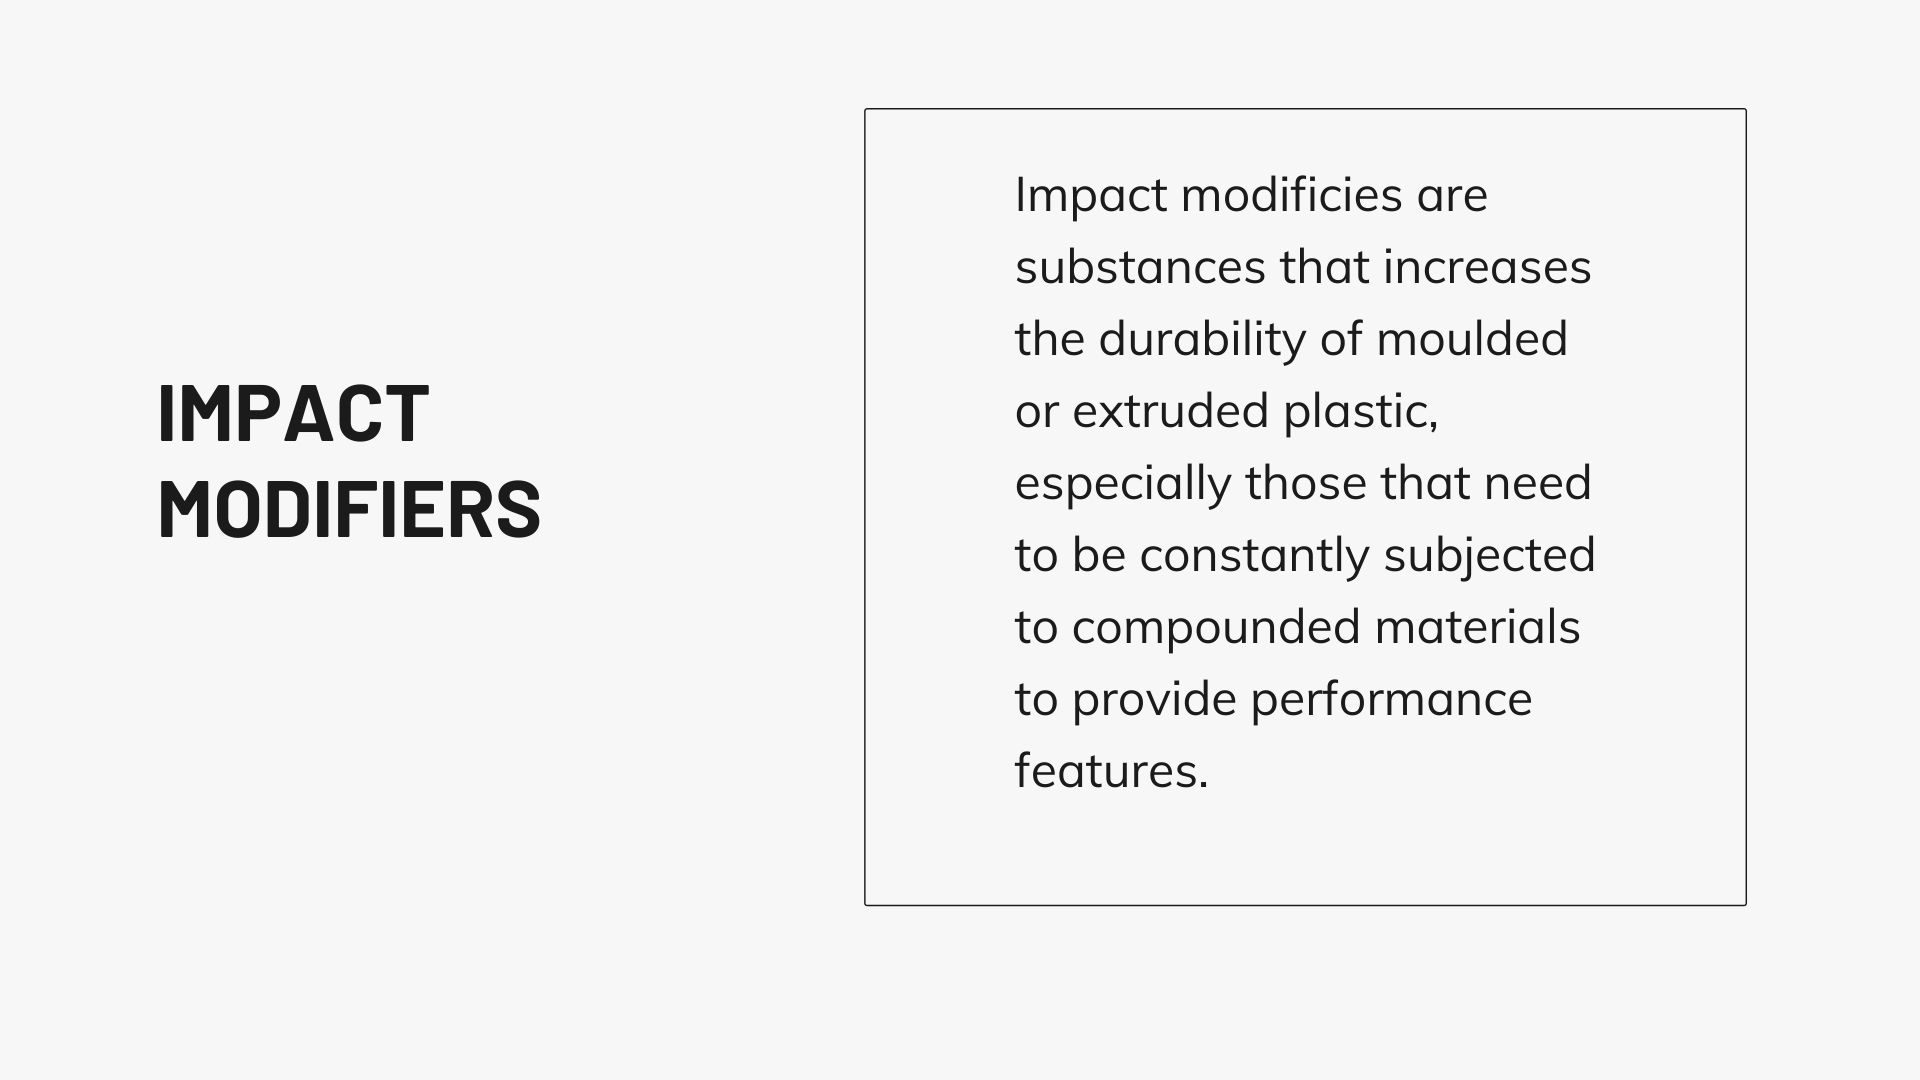 IMPACT
MODIFIERS
Impact modificies are
substances that increases
the durability of moulded
or extruded plastic,
especially those that need
to be constantly subjected
to compounded materials
to provide performance
features.